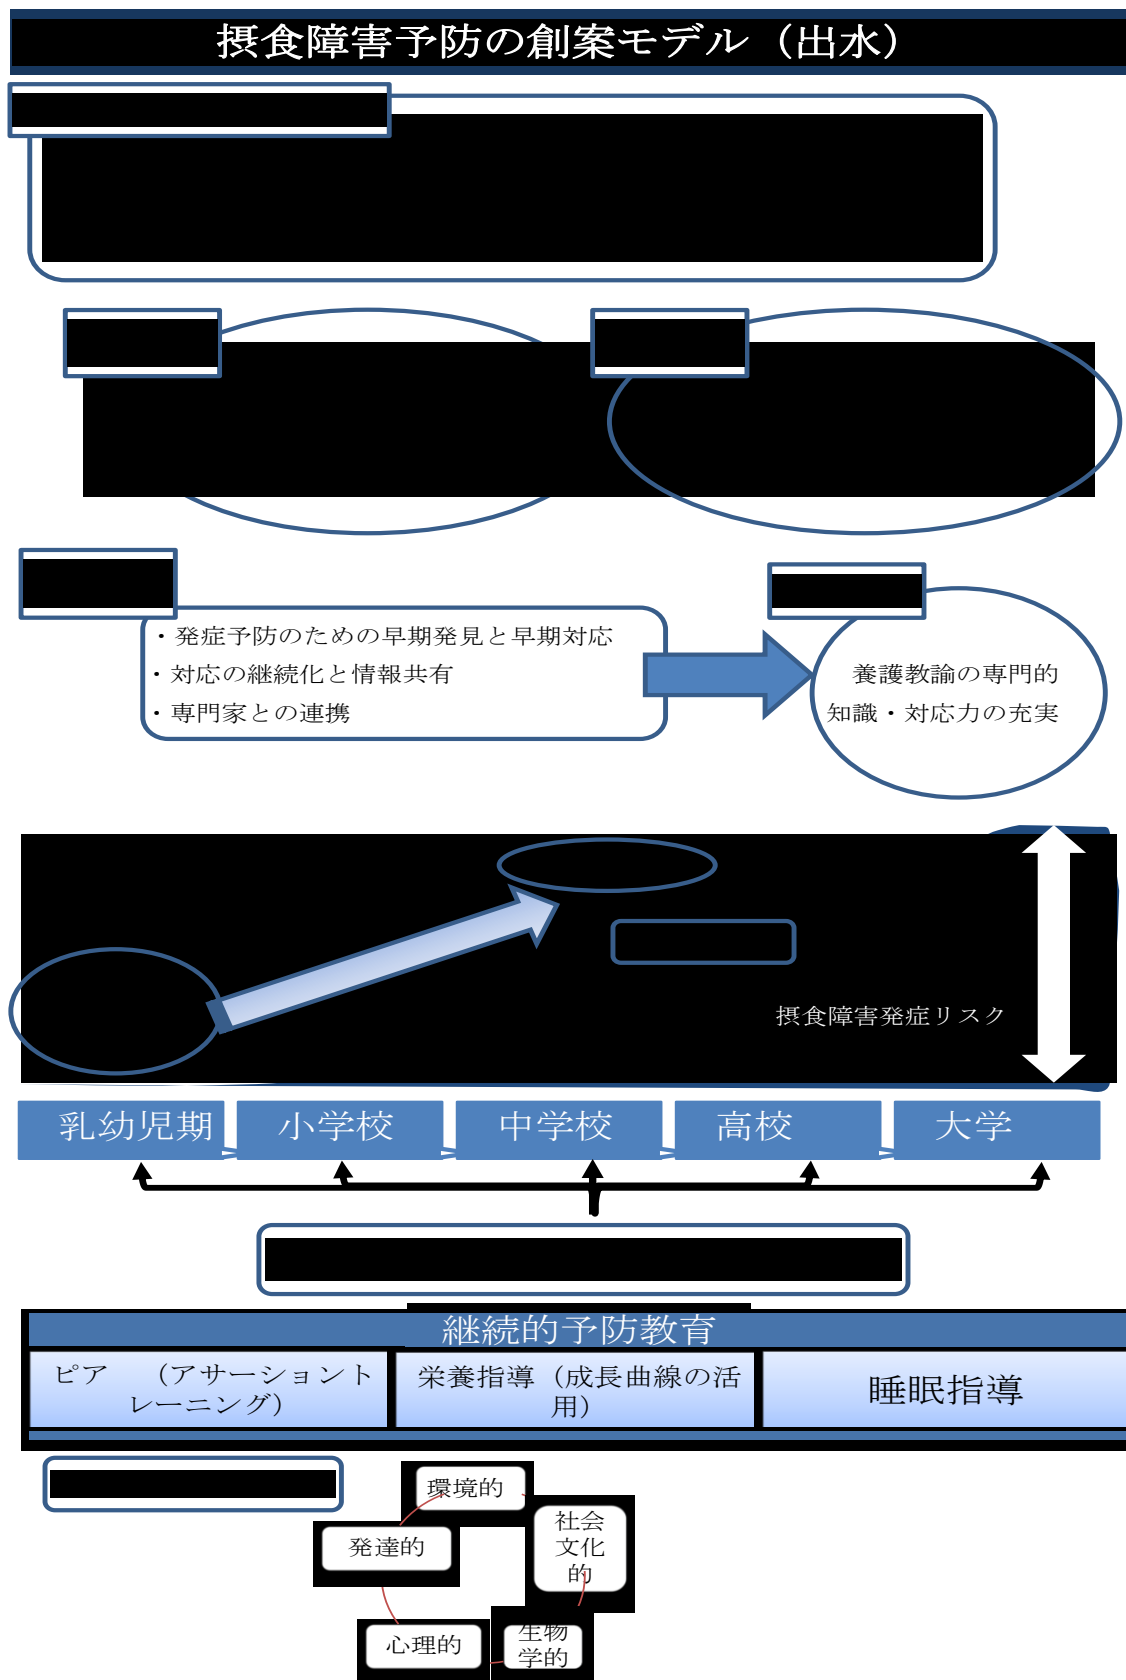 摂食障害予防の創案モデル（出水）
・発症予防のための早期発見と早期対応
・対応の継続化と情報共有
・専門家との連携
養護教諭の専門的
知識・対応力の充実
摂食障害発症リスク
乳幼児期
小学校
中学校
高校
大学
継続的予防教育
ピア　（アサーショント
レーニング）
栄養指導（成長曲線の活
用）
睡眠指導
環境的
社会
文化
的
発達的
心理的
生物
学的